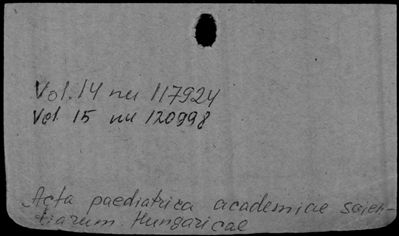 Vol. 14 nu 117924
Vol 15 nu 120998
Acta paediatrica academiae scien-
tiarum Hungaricae